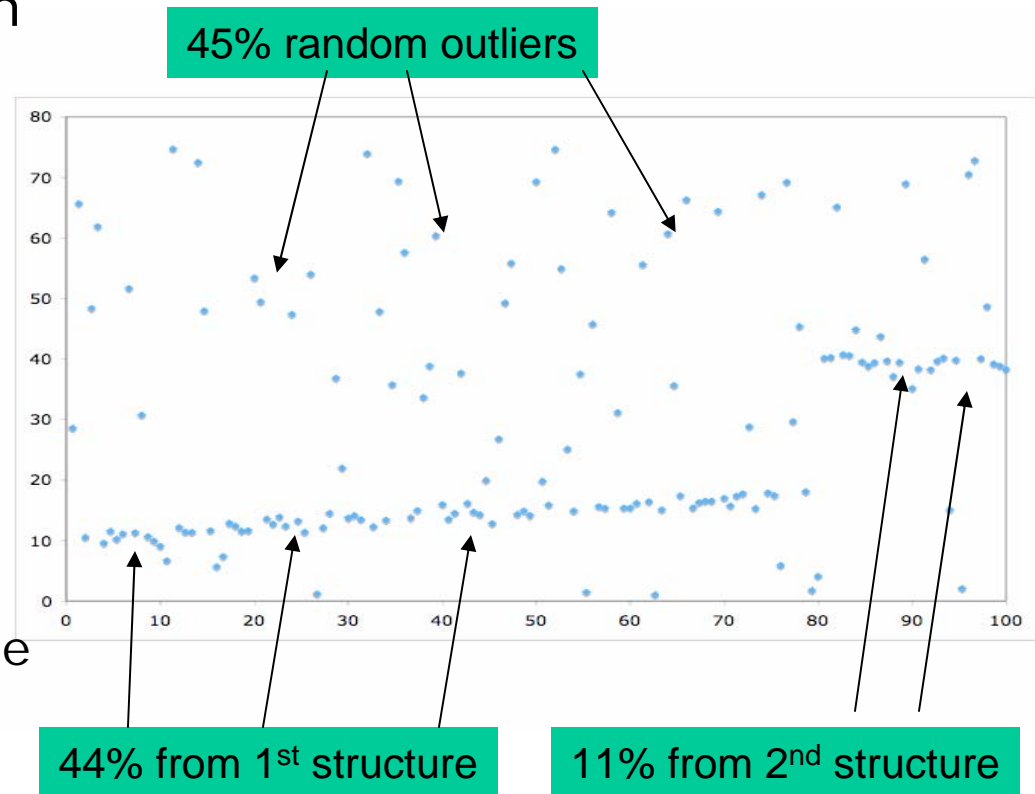 n
45% random outliers
80
70
60
50
40
30
20
10
0
0 10 20 30 40 50 60 70 80 90 100
e
44% from 1st structure
11% from 2nd structure